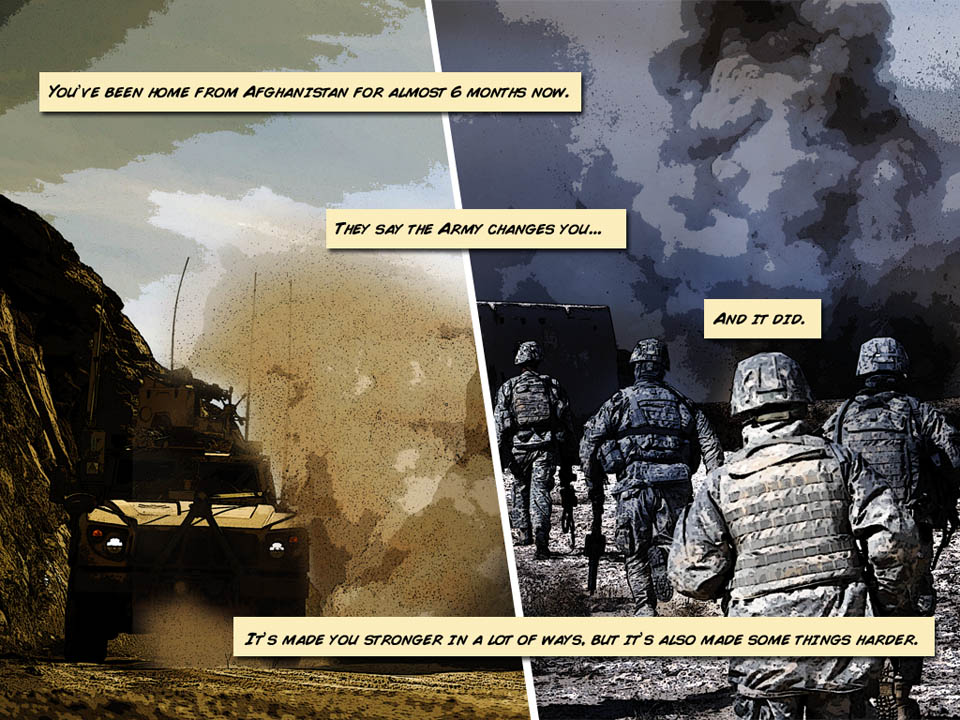 You've been home from Afghanistan for almost 6 months now.
They say the Army changes you...
And it did.
It's made you stronger in a lot of ways, but it's also made some things harder.